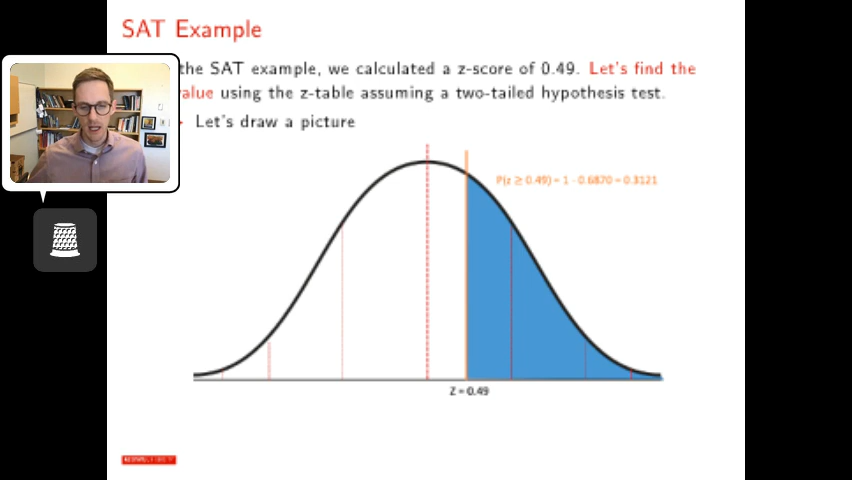 SAT Example
the SAT example, we calculated a z-score of 0.49. Let's find the
value using the z-table assuming a two-tailed hypothesis test.
Let's draw a picture
P(z ≥ 0.49) = 1 - 0.6870 = 0.3121
Z = 0.49